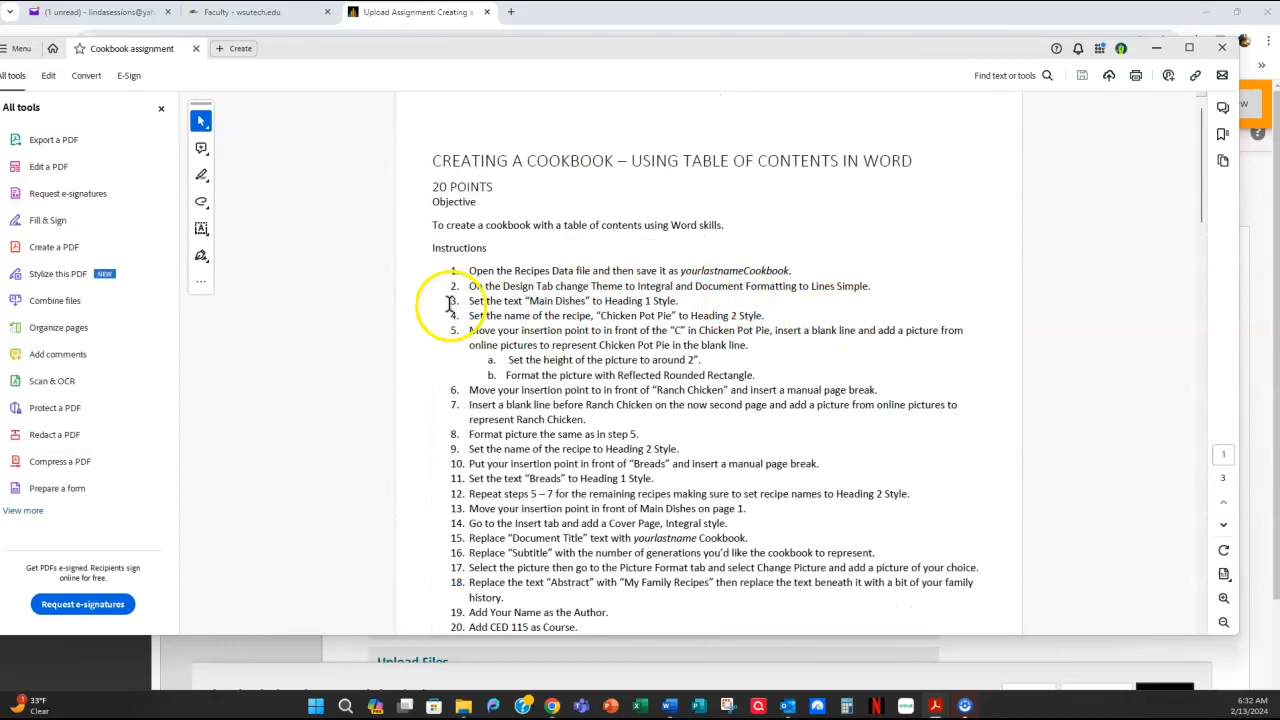 (1 unread) - lindasessions@yal
Faculty - wsutech.edu
Upload Assignment: Creating a
Menu
Cookbook assignment
Create
All tools
Edit
Convert
E-Sign
Find text or tools
All tools
Export a PDF
Edit a PDF
Request e-signatures
Fill & Sign
Create a PDF
Stylize this PDF NEW
Combine files
Organize pages
Add comments
Scan & OCR
Protect a PDF
Redact a PDF
Compress a PDF
Prepare a form
View more
Get PDFs e-signed. Recipients sign
online for free.
Request e-signatures
CREATING A COOKBOOK – USING TABLE OF CONTENTS IN WORD
20 POINTS
Objective
To create a cookbook with a table of contents using Word skills.
Instructions
1. Open the Recipes Data file and then save it as yourlastnameCookbook.
2. On the Design Tab change Theme to Integral and Document Formatting to Lines Simple.
3. Set the text “Main Dishes” to Heading 1 Style.
4. Set the name of the recipe, “Chicken Pot Pie” to Heading 2 Style.
5. Move your insertion point to in front of the “C” in Chicken Pot Pie, insert a blank line and add a picture from
online pictures to represent Chicken Pot Pie in the blank line.
a. Set the height of the picture to around 2”.
b. Format the picture with Reflected Rounded Rectangle.
6. Move your insertion point to in front of “Ranch Chicken” and insert a manual page break.
7. Insert a blank line before Ranch Chicken on the now second page and add a picture from online pictures to
represent Ranch Chicken.
8. Format picture the same as in step 5.
9. Set the name of the recipe to Heading 2 Style.
10. Put your insertion point in front of “Breads” and insert a manual page break.
11. Set the text “Breads” to Heading 1 Style.
12. Repeat steps 5 – 7 for the remaining recipes making sure to set recipe names to Heading 2 Style.
13. Move your insertion point in front of Main Dishes on page 1.
14. Go to the Insert tab and add a Cover Page, Integral style.
15. Replace “Document Title” text with yourlastname Cookbook.
16. Replace “Subtitle” with the number of generations you’d like the cookbook to represent.
17. Select the picture then go to the Picture Format tab and select Change Picture and add a picture of your choice.
18. Replace the text “Abstract” with “My Family Recipes” then replace the text beneath it with a bit of your family
history.
19. Add Your Name as the Author.
20. Add CED 115 as Course.
1
3
Upload Files
33°F
Clear
6:32 AM
2/13/2024